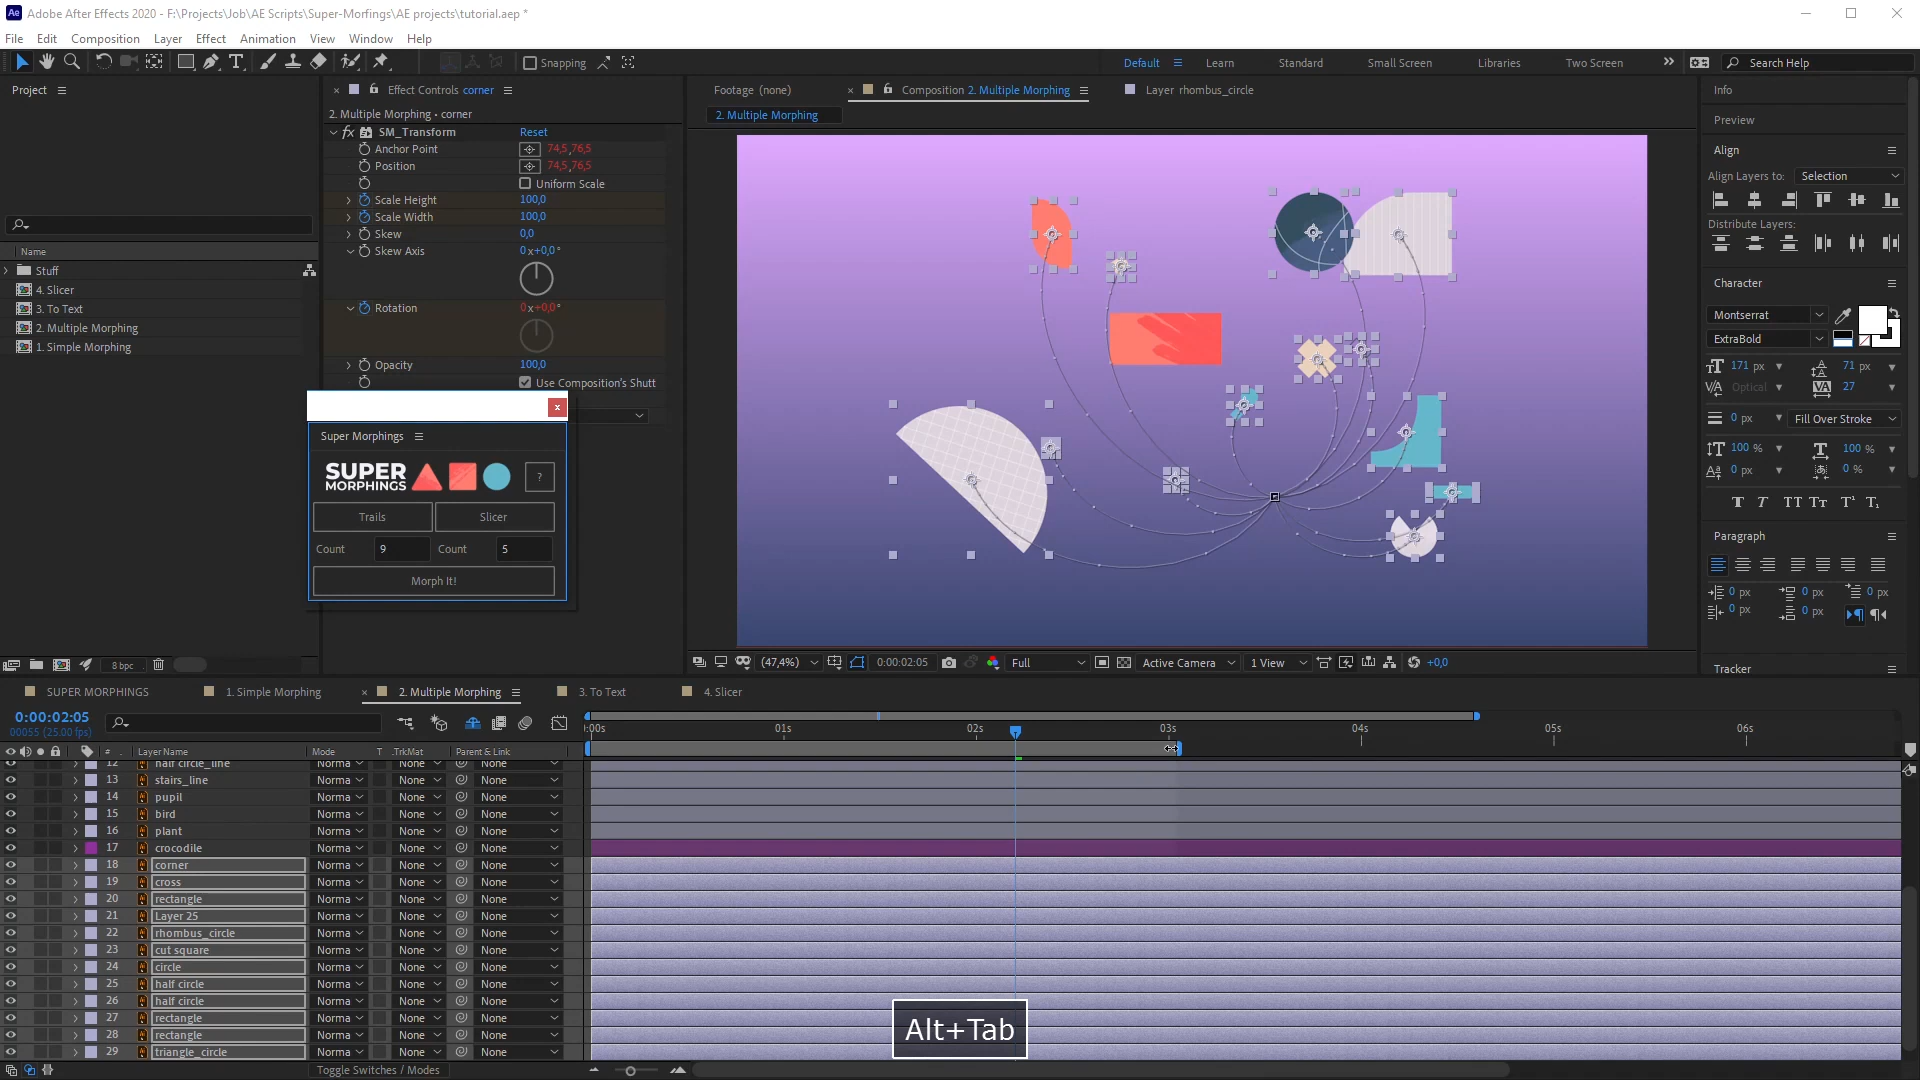 Adobe After Effects 2020 - F:\Projects\Job\AE Scripts\Super-Morfings\AE projects\tutorial.aep *
File Edit Composition Layer Effect Animation View Window Help
Snapping
Default Learn Standard Small Screen Libraries Two Screen Search Help
Project
Effect Controls corner
Footage (none)
Composition 2. Multiple Morphing
Layer rhombus_circle
2. Multiple Morphing • corner
2. Multiple Morphing
SM_Transform Reset
Anchor Point 74,5,76,5
Position 74,5,76,5
Uniform Scale
Scale Height 100,0
Scale Width 100,0
Skew 0,0
Skew Axis 0x+0,0°
Rotation 0x+0,0°
Opacity 100,0
Use Composition's Shutt
Name
Stuff
4. Slicer
3. To Text
2. Multiple Morphing
1. Simple Morphing
8 bpc
Super Morphings
SUPER
MORPHINGS
?
Trails Slicer
Count 9 Count 5
Morph It!
Info
Preview
Align
Align Layers to: Selection
Distribute Layers:
Character
Montserrat
ExtraBold
171 px 71 px
Optical 27
0 px Fill Over Stroke
100 % 100 %
0 px 0 %
T T TT Tt T¹ T₁
Paragraph
0 px 0 px 0 px
0 px 0 px
Tracker
(47,4%) 0:00:02:05 Full Active Camera 1 View +0,0
SUPER MORPHINGS 1. Simple Morphing 2. Multiple Morphing 3. To Text 4. Slicer
0:00:02:05
00055 (25.00 fps)
:00s 01s 02s 03s 04s 05s 06s
# Layer Name Mode T .TrkMat Parent & Link
12 half circle_line Norma None None
13 stairs_line Norma None None
14 pupil Norma None None
15 bird Norma None None
16 plant Norma None None
17 crocodile Norma None None
18 corner Norma None None
19 cross Norma None None
20 rectangle Norma None None
21 Layer 25 Norma None None
22 rhombus_circle Norma None None
23 cut square Norma None None
24 circle Norma None None
25 half circle Norma None None
26 half circle Norma None None
27 rectangle Norma None None
28 rectangle Norma None None
29 triangle_circle Norma None None
Alt+Tab
Toggle Switches / Modes